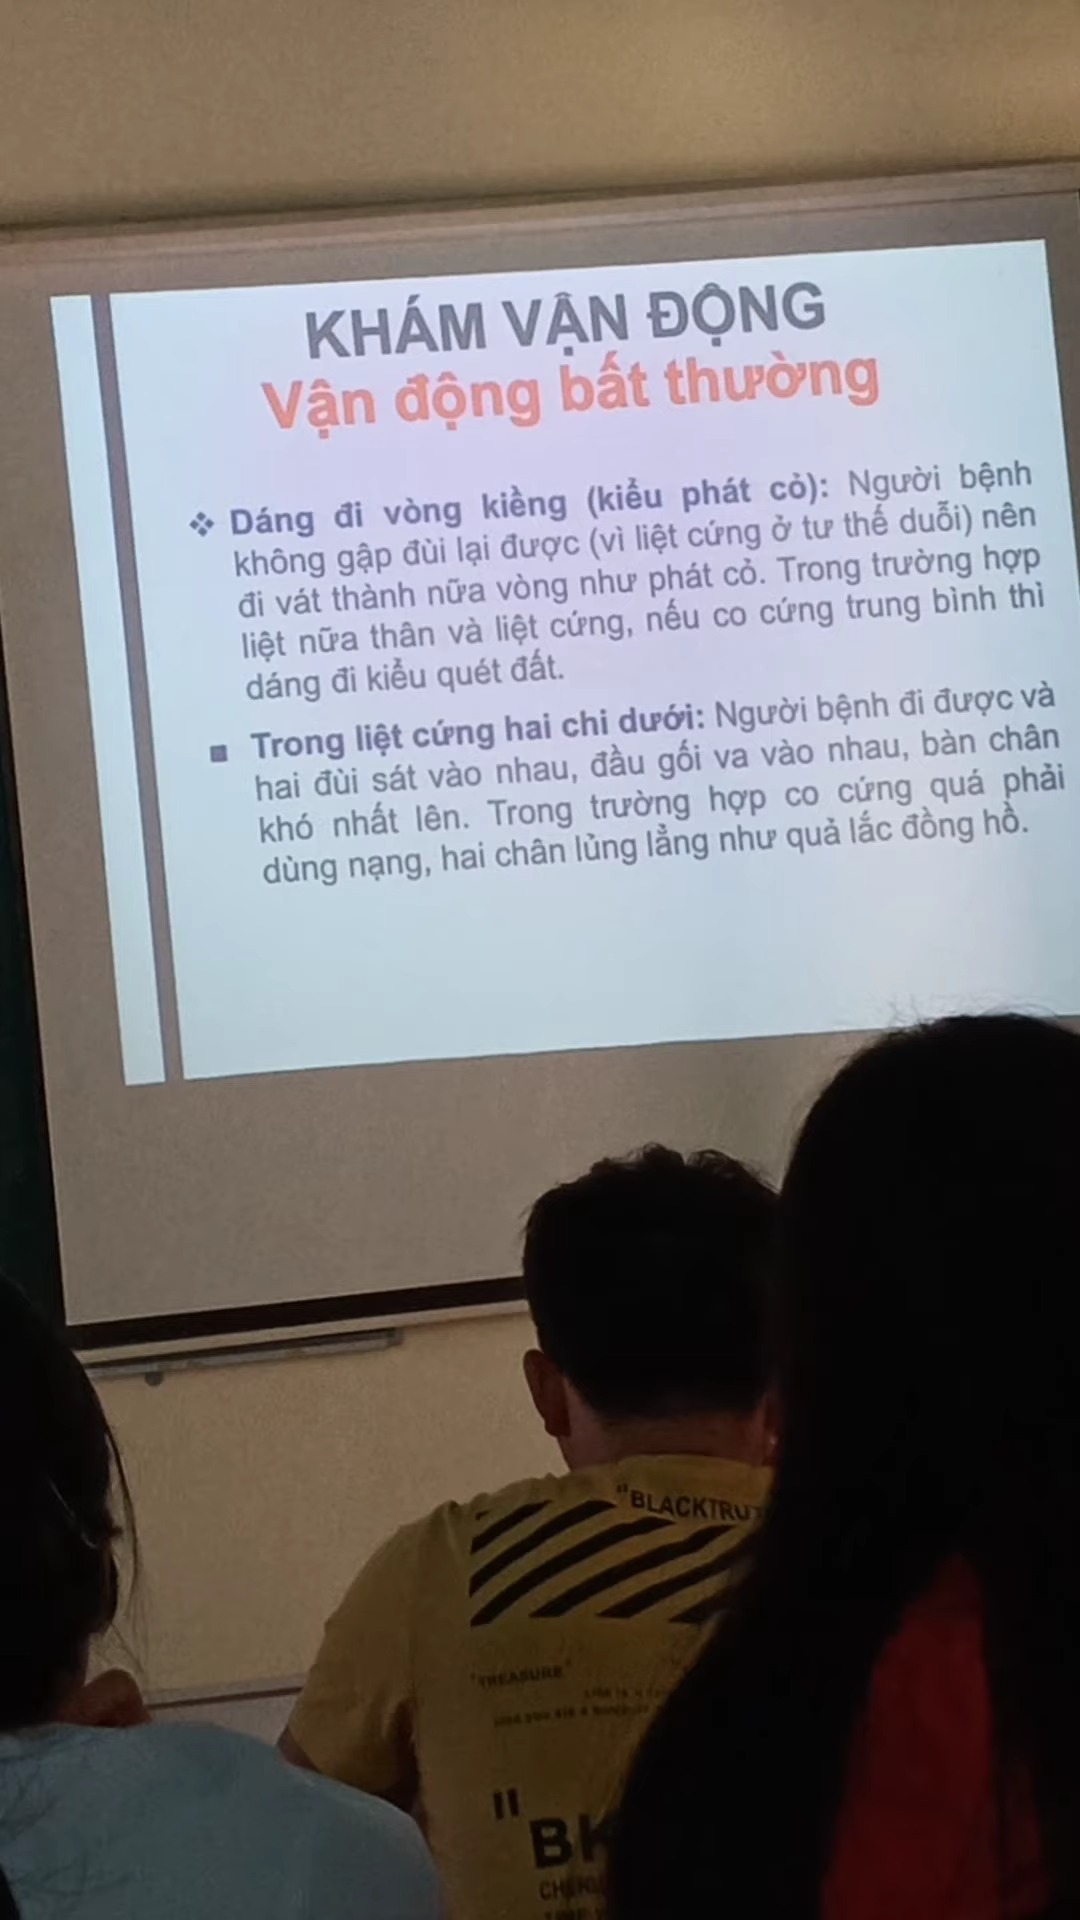 KHÁM VẬN ĐỘNG
Vận động bất thường
❖ Dáng đi vòng kiềng (kiểu phát cỏ): Người bệnh
không gập đùi lại được (vì liệt cứng ở tư thế duỗi) nên
đi vát thành nữa vòng như phát cỏ. Trong trường hợp
liệt nữa thân và liệt cứng, nếu co cứng trung bình thì
dáng đi kiểu quét đất.
▪ Trong liệt cứng hai chi dưới: Người bệnh đi được và
hai đùi sát vào nhau, đầu gối va vào nhau, bàn chân
khó nhất lên. Trong trường hợp co cứng quá phải
dùng nạng, hai chân lủng lẳng như quả lắc đồng hồ.
"BLACKTRUT
"TREASURE"
"
BK